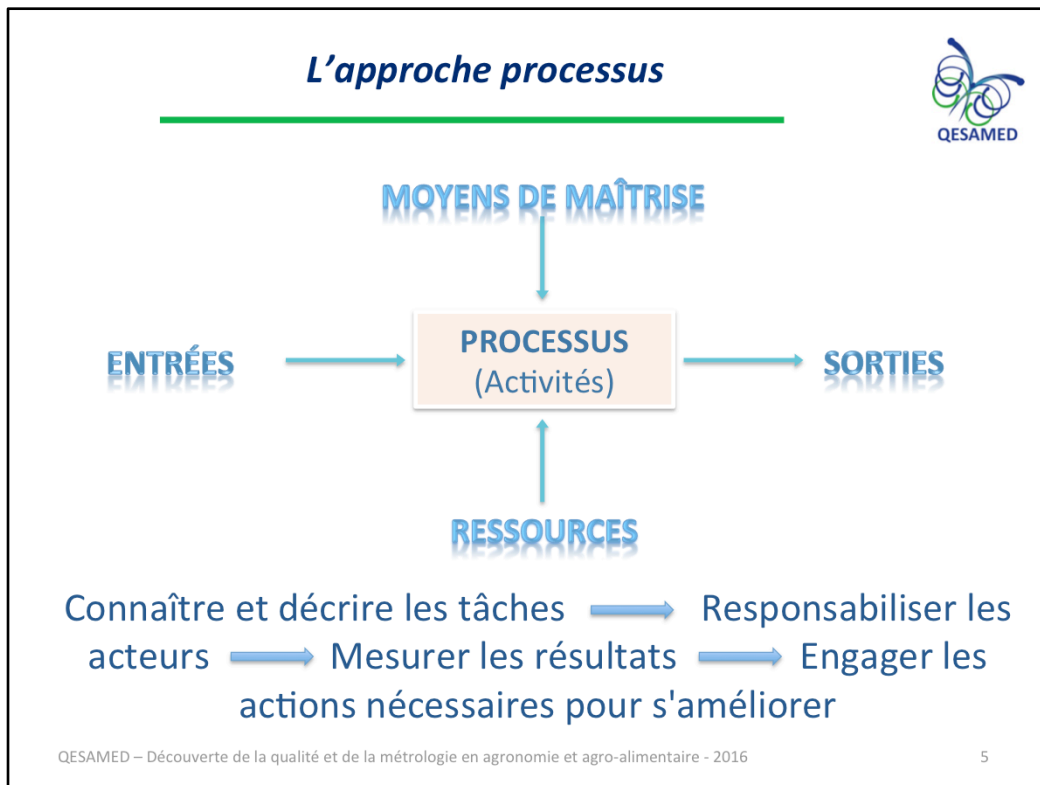 L'approche processus
QESAMED
MOYENS DE MAÎTRISE
ENTRÉES
PROCESSUS
(Activités)
SORTIES
RESSOURCES
Connaître et décrire les tâches Responsabiliser les
acteurs Mesurer les résultats Engager les
actions nécessaires pour s'améliorer
QESAMED – Découverte de la qualité et de la métrologie en agronomie et agro-alimentaire - 2016 5